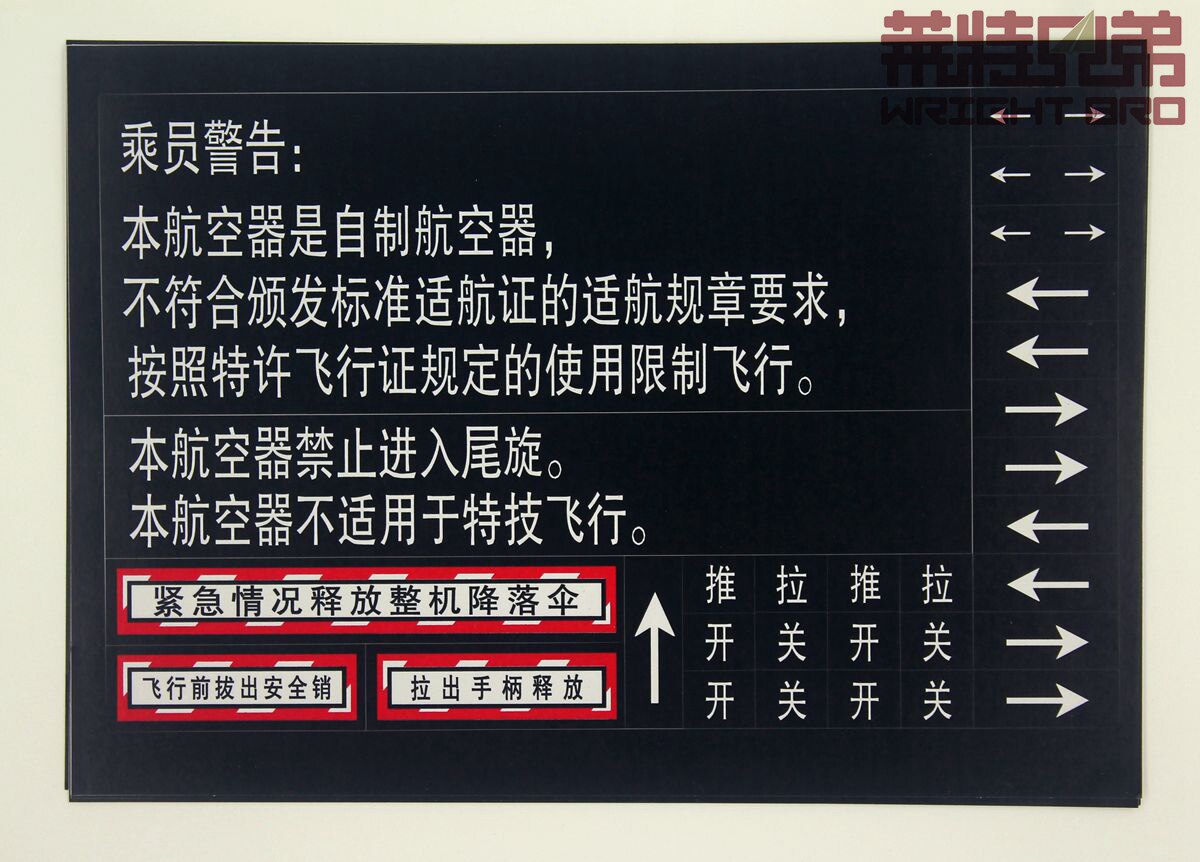 莱特兄弟
WRIGHT BRO
乘员警告:
本航空器是自制航空器，
不符合颁发标准适航证的适航规章要求，
按照特许飞行证规定的使用限制飞行。
本航空器禁止进入尾旋。
本航空器不适用于特技飞行。
紧急情况释放整机降落伞
飞行前拔出安全销
拉出手柄释放
推 拉 推 拉
开 关 开 关
开 关 开 关